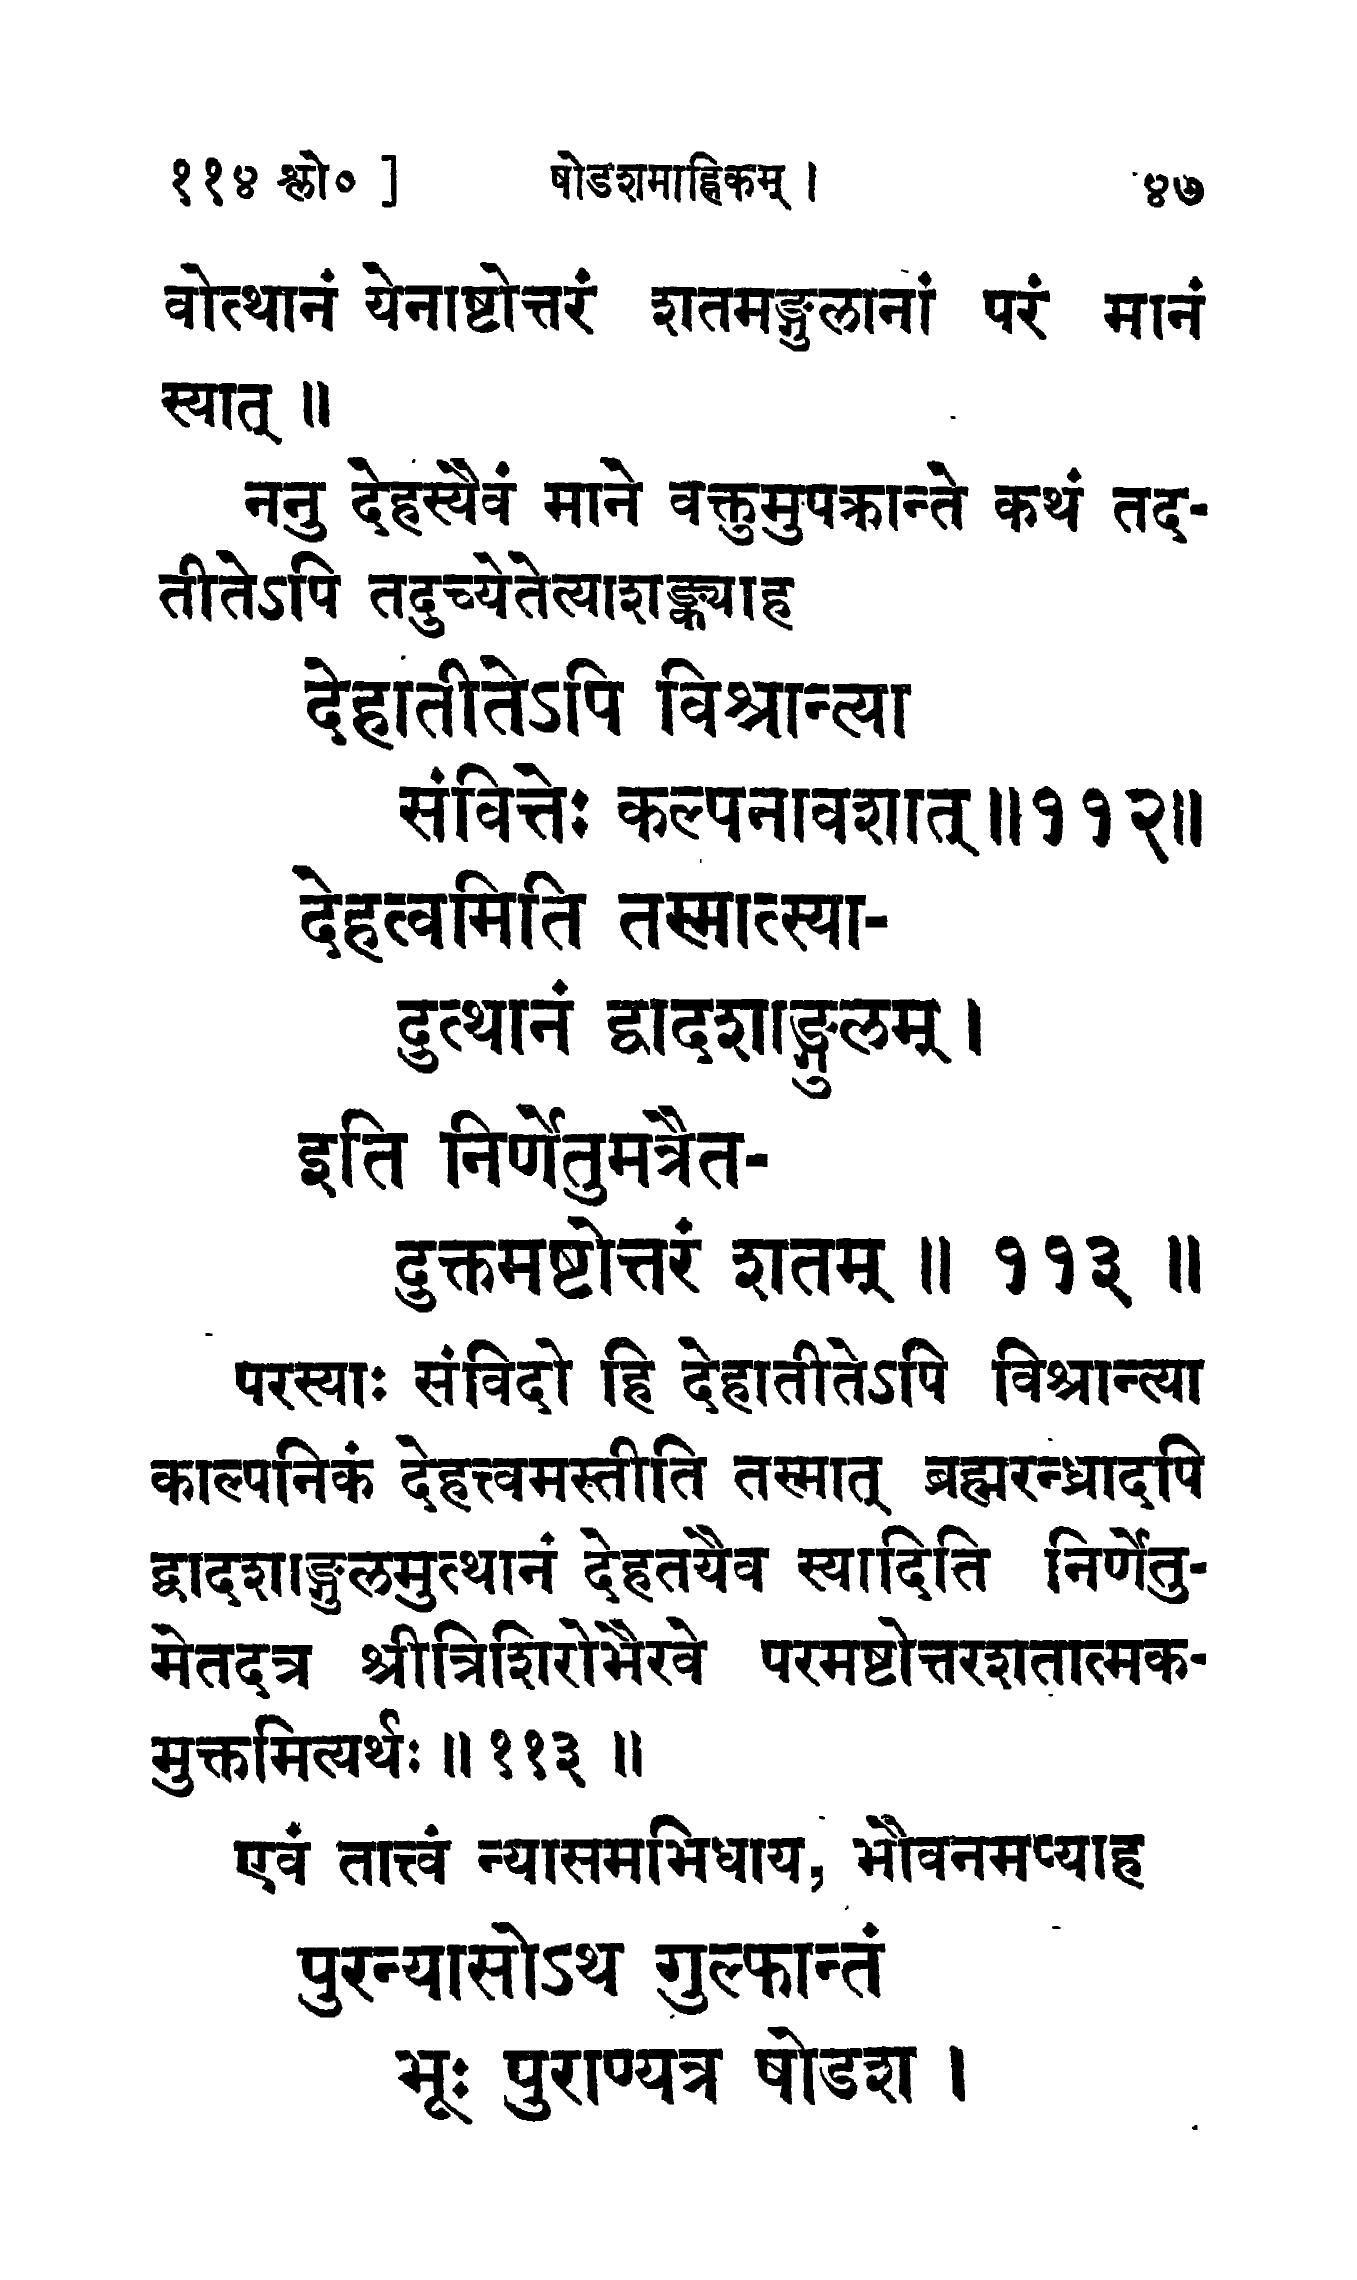 ११४ श्लो० ] षोडशमाह्निकम् । ४७
वोत्थानं येनाष्टोत्तरं शतमङ्गुलानां परं मानं
स्यात् ॥
ननु देहस्यैवं माने वक्तुमुपक्रान्ते कथं तद-
तीतेऽपि तदुच्येतेत्याशङ्क्याह
देहातीतेऽपि विश्रान्त्या
संवित्तेः कल्पनावशात् ॥११२॥
देहत्वमिति तस्मात्स्या-
दुत्थानं द्वादशाङ्गुलम् ।
इति निर्णेतुमत्रैत-
दुक्तमष्टोत्तरं शतम् ॥ ११३ ॥
परस्याः संविदो हि देहातीतेऽपि विश्रान्त्या
काल्पनिकं देहत्त्वमस्तीति तस्मात् ब्रह्मरन्ध्रादपि
द्वादशाङ्गुलमुत्थानं देहतयैव स्यादिति निर्णेतु-
मेतदत्र श्रीत्रिशिरोभैरवे परमष्टोत्तरशतात्मक-
मुक्तमित्यर्थः ॥ ११३ ॥
एवं तात्त्वं न्यासमभिधाय, भौवनमप्याह
पुरन्यासोऽथ गुल्फान्तं
भूः पुराण्यत्र षोडश ।